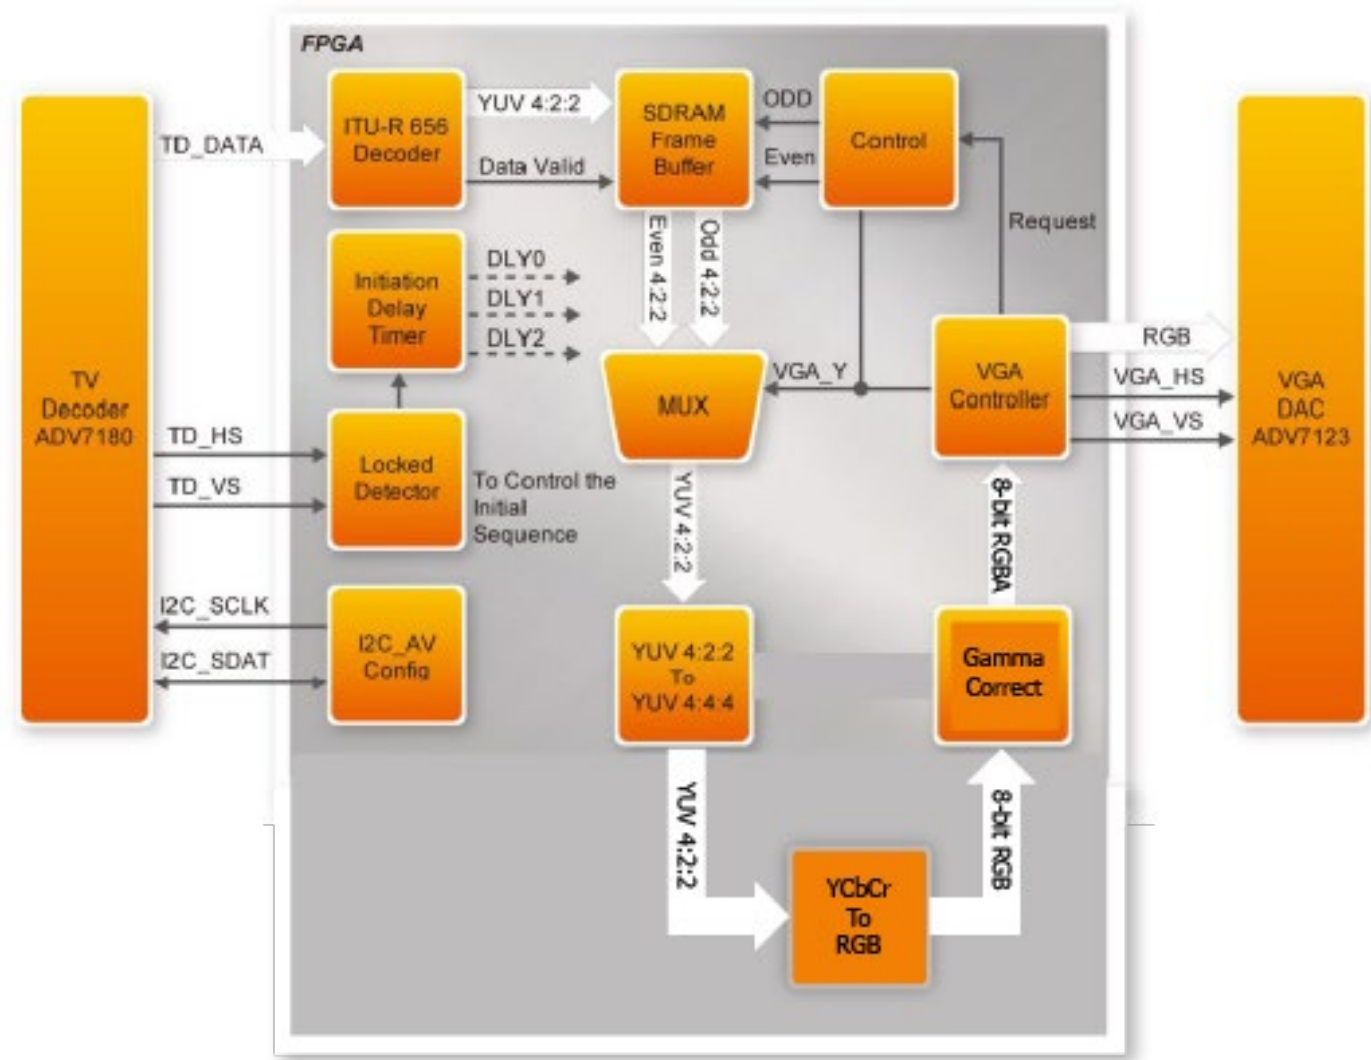 FPGA
TV
Decoder
ADV7180
TD_DATA
ITU-R 656
Decoder
YUV 4:2:2
Data Valid
SDRAM
Frame
Buffer
ODD
Even
Control
Request
Initiation
Delay
Timer
DLY0
DLY1
DLY2
Even 4:2:2
Odd 4:2:2
MUX
VGA_Y
VGA
Controller
RGB
VGA_HS
VGA_VS
VGA
DAC
ADV7123
TD_HS
TD_VS
Locked
Detector
To Control the
Initial
Sequence
YUV 4:2:2
8-bit RGBA
I2C_SCLK
I2C_SDAT
I2C_AV
Config
YUV 4:2:2
To
YUV 4:4:4
Gamma
Correct
YUV 4:2:2
8-bit RGB
YCbCr
To
RGB